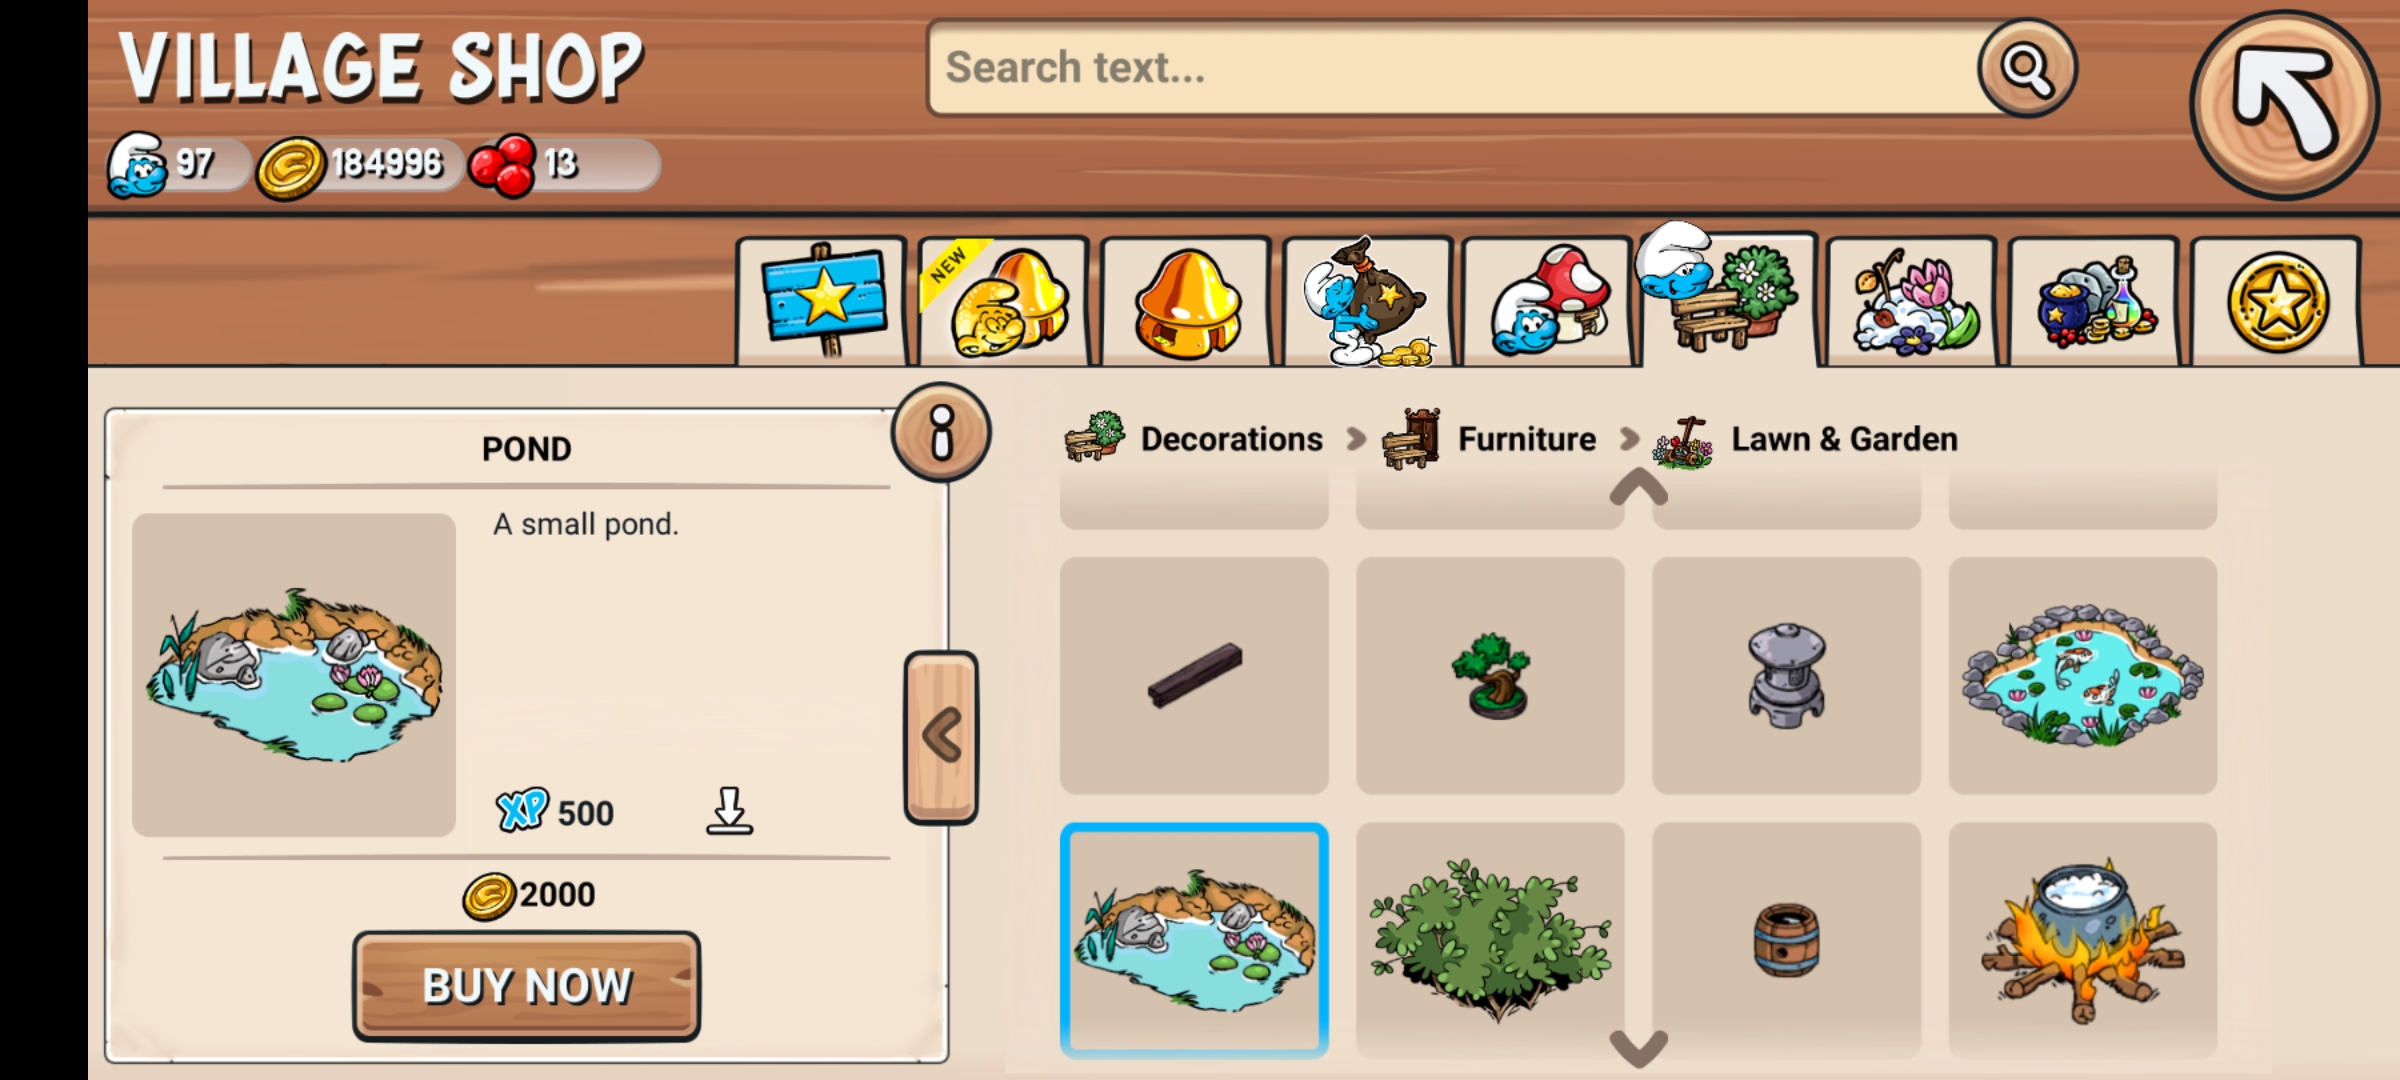 VILLAGE SHOP
Search text...
97
184996
13
NEW
Decorations
Furniture
Lawn & Garden
POND
A small pond.
XP 500
2000
BUY NOW